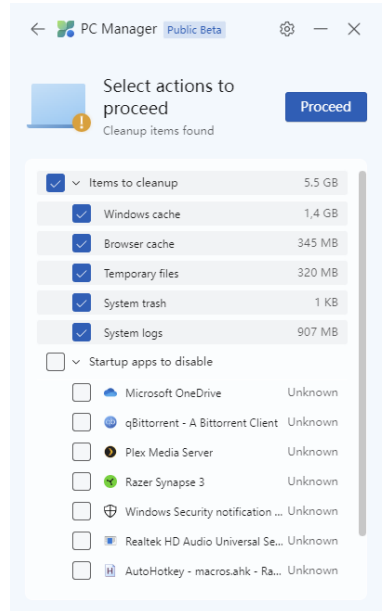 PC Manager Public Beta
Select actions to
proceed
Proceed
Cleanup items found
Items to cleanup 5.5 GB
Windows cache 1,4 GB
Browser cache 345 MB
Temporary files 320 MB
System trash 1 KB
System logs 907 MB
Startup apps to disable
Microsoft OneDrive Unknown
qBittorrent - A Bittorrent Client Unknown
Plex Media Server Unknown
Razer Synapse 3 Unknown
Windows Security notification ... Unknown
Realtek HD Audio Universal Se... Unknown
H AutoHotkey - macros.ahk - Ra... Unknown